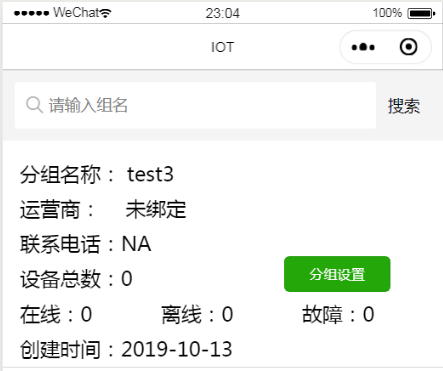 WeChat 23:04 100%
IOT
请输入组名 搜索
分组名称： test3
运营商： 未绑定
联系电话：NA
设备总数：0
分组设置
在线：0 离线：0 故障：0
创建时间：2019-10-13